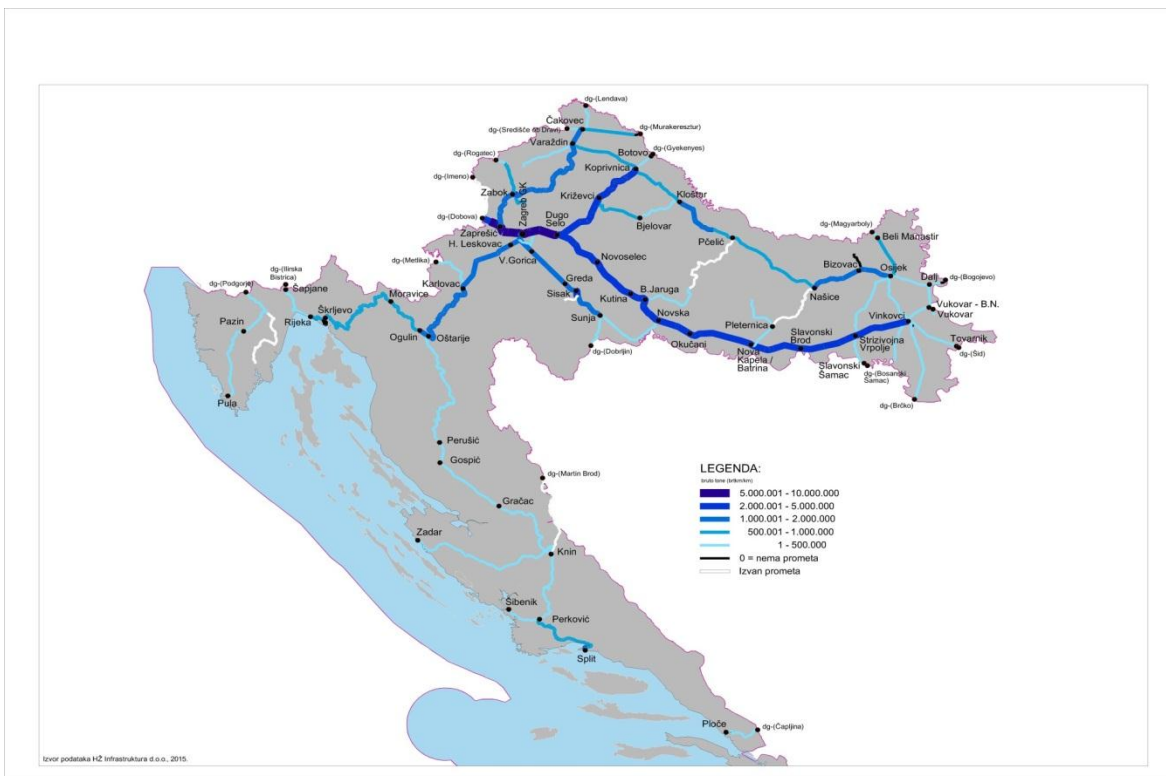 dg-(Lendava)
Čakovec
dg-(Središče ob Dravi)
dg-(Murakeresztur)
Varaždin
Botovo
dg-(Gyekenyes)
dg-(Rogatec)
Koprivnica
dg-(Imeno)
Zabok
Zagreb GK
Križevci
Kloštar
dg-(Dobova)
Dugo
Selo
Bjelovar
dg-(Magyarboly)
Zaprešić
Pčelić
Beli Manastir
H. Leskovac
V.Gorica
Novoselec
Bizovac
Osijek
dg-(Metlika)
Dalj
dg-(Bogojevo)
dg-(Ilirska
Bistrica)
Greda
dg-(Podgorje)
Šapjane
Karlovac
Sisak
Kutina
B.Jaruga
Našice
Moravice
Vukovar - B.N.
Vukovar
Škrljevo
Pazin
Rijeka
Sunja
Novska
Pleternica
Vinkovci
Ogulin
Oštarije
Okučani
Slavonski
Brod
Strizivojna
Vrpolje
Tovarnik
dg-(Šid)
dg-(Dobrljin)
Nova
Kapela /
Batrina
Slavonski
Šamac
dg-(Bosanski
Šamac)
Pula
dg-(Brčko)
Perušić
Gospić
dg-(Martin Brod)
LEGENDA:
bruto tone (brtkm/km)
5.000.001 - 10.000.000
2.000.001 - 5.000.000
1.000.001 - 2.000.000
500.001 - 1.000.000
1 - 500.000
0 = nema prometa
Izvan prometa
Gračac
Zadar
Knin
Šibenik
Perković
Split
Ploče
dg-(Čapljina)
Izvor podataka HŽ Infrastruktura d.o.o., 2015.